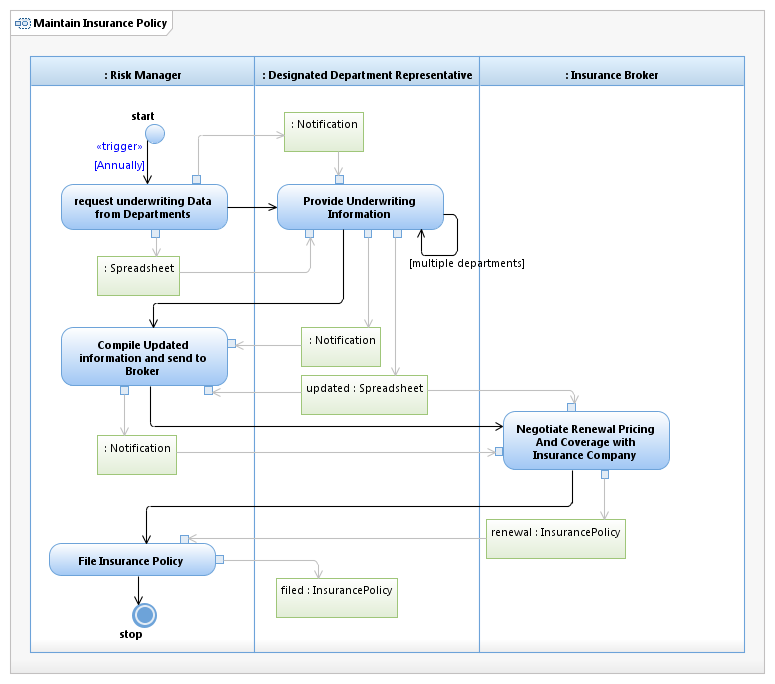 Maintain Insurance Policy
: Risk Manager
: Designated Department Representative
: Insurance Broker
start
«trigger»
[Annually]
: Notification
request underwriting Data
from Departments
Provide Underwriting
Information
[multiple departments]
: Spreadsheet
Compile Updated
information and send to
Broker
: Notification
updated : Spreadsheet
Negotiate Renewal Pricing
And Coverage with
Insurance Company
: Notification
renewal : InsurancePolicy
File Insurance Policy
filed : InsurancePolicy
stop